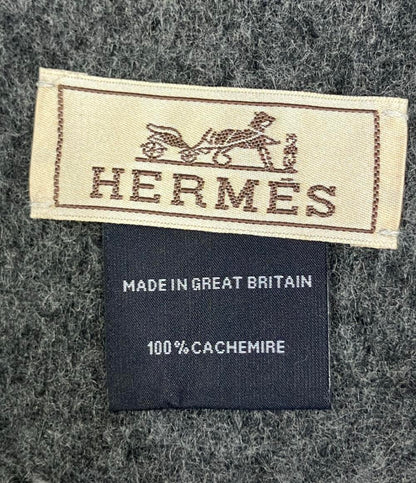 HERMÈS
MADE IN GREAT BRITAIN
100% CACHEMIRE